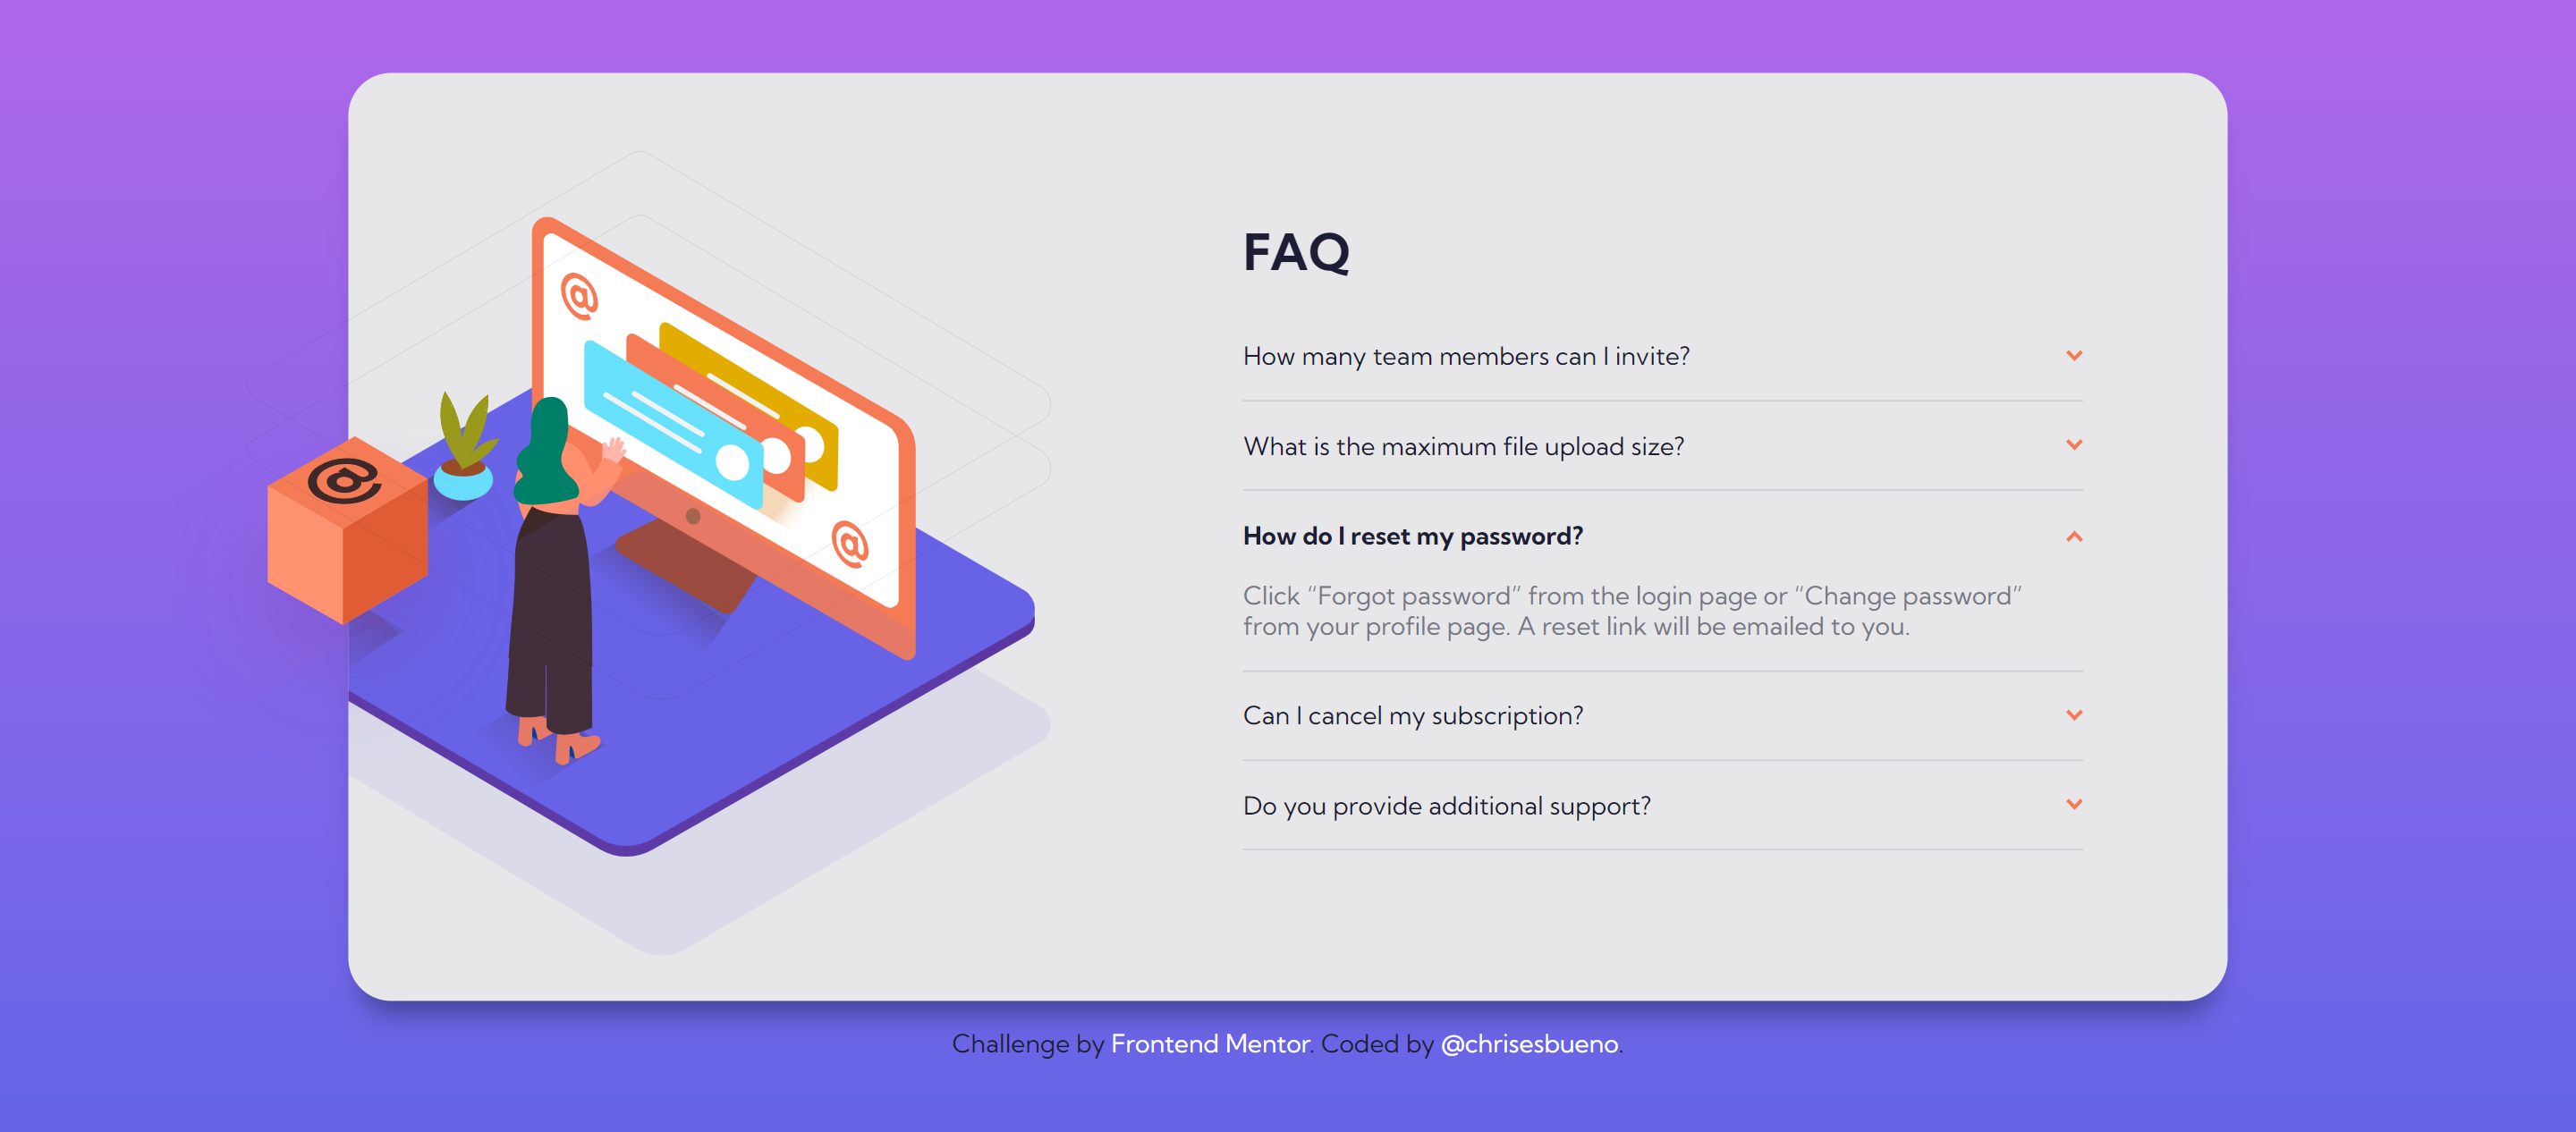 @
@
@
FAQ
How many team members can I invite?
What is the maximum file upload size?
How do I reset my password?
Click “Forgot password” from the login page or “Change password”
from your profile page. A reset link will be emailed to you.
Can I cancel my subscription?
Do you provide additional support?
Challenge by Frontend Mentor. Coded by @chrisesbueno.